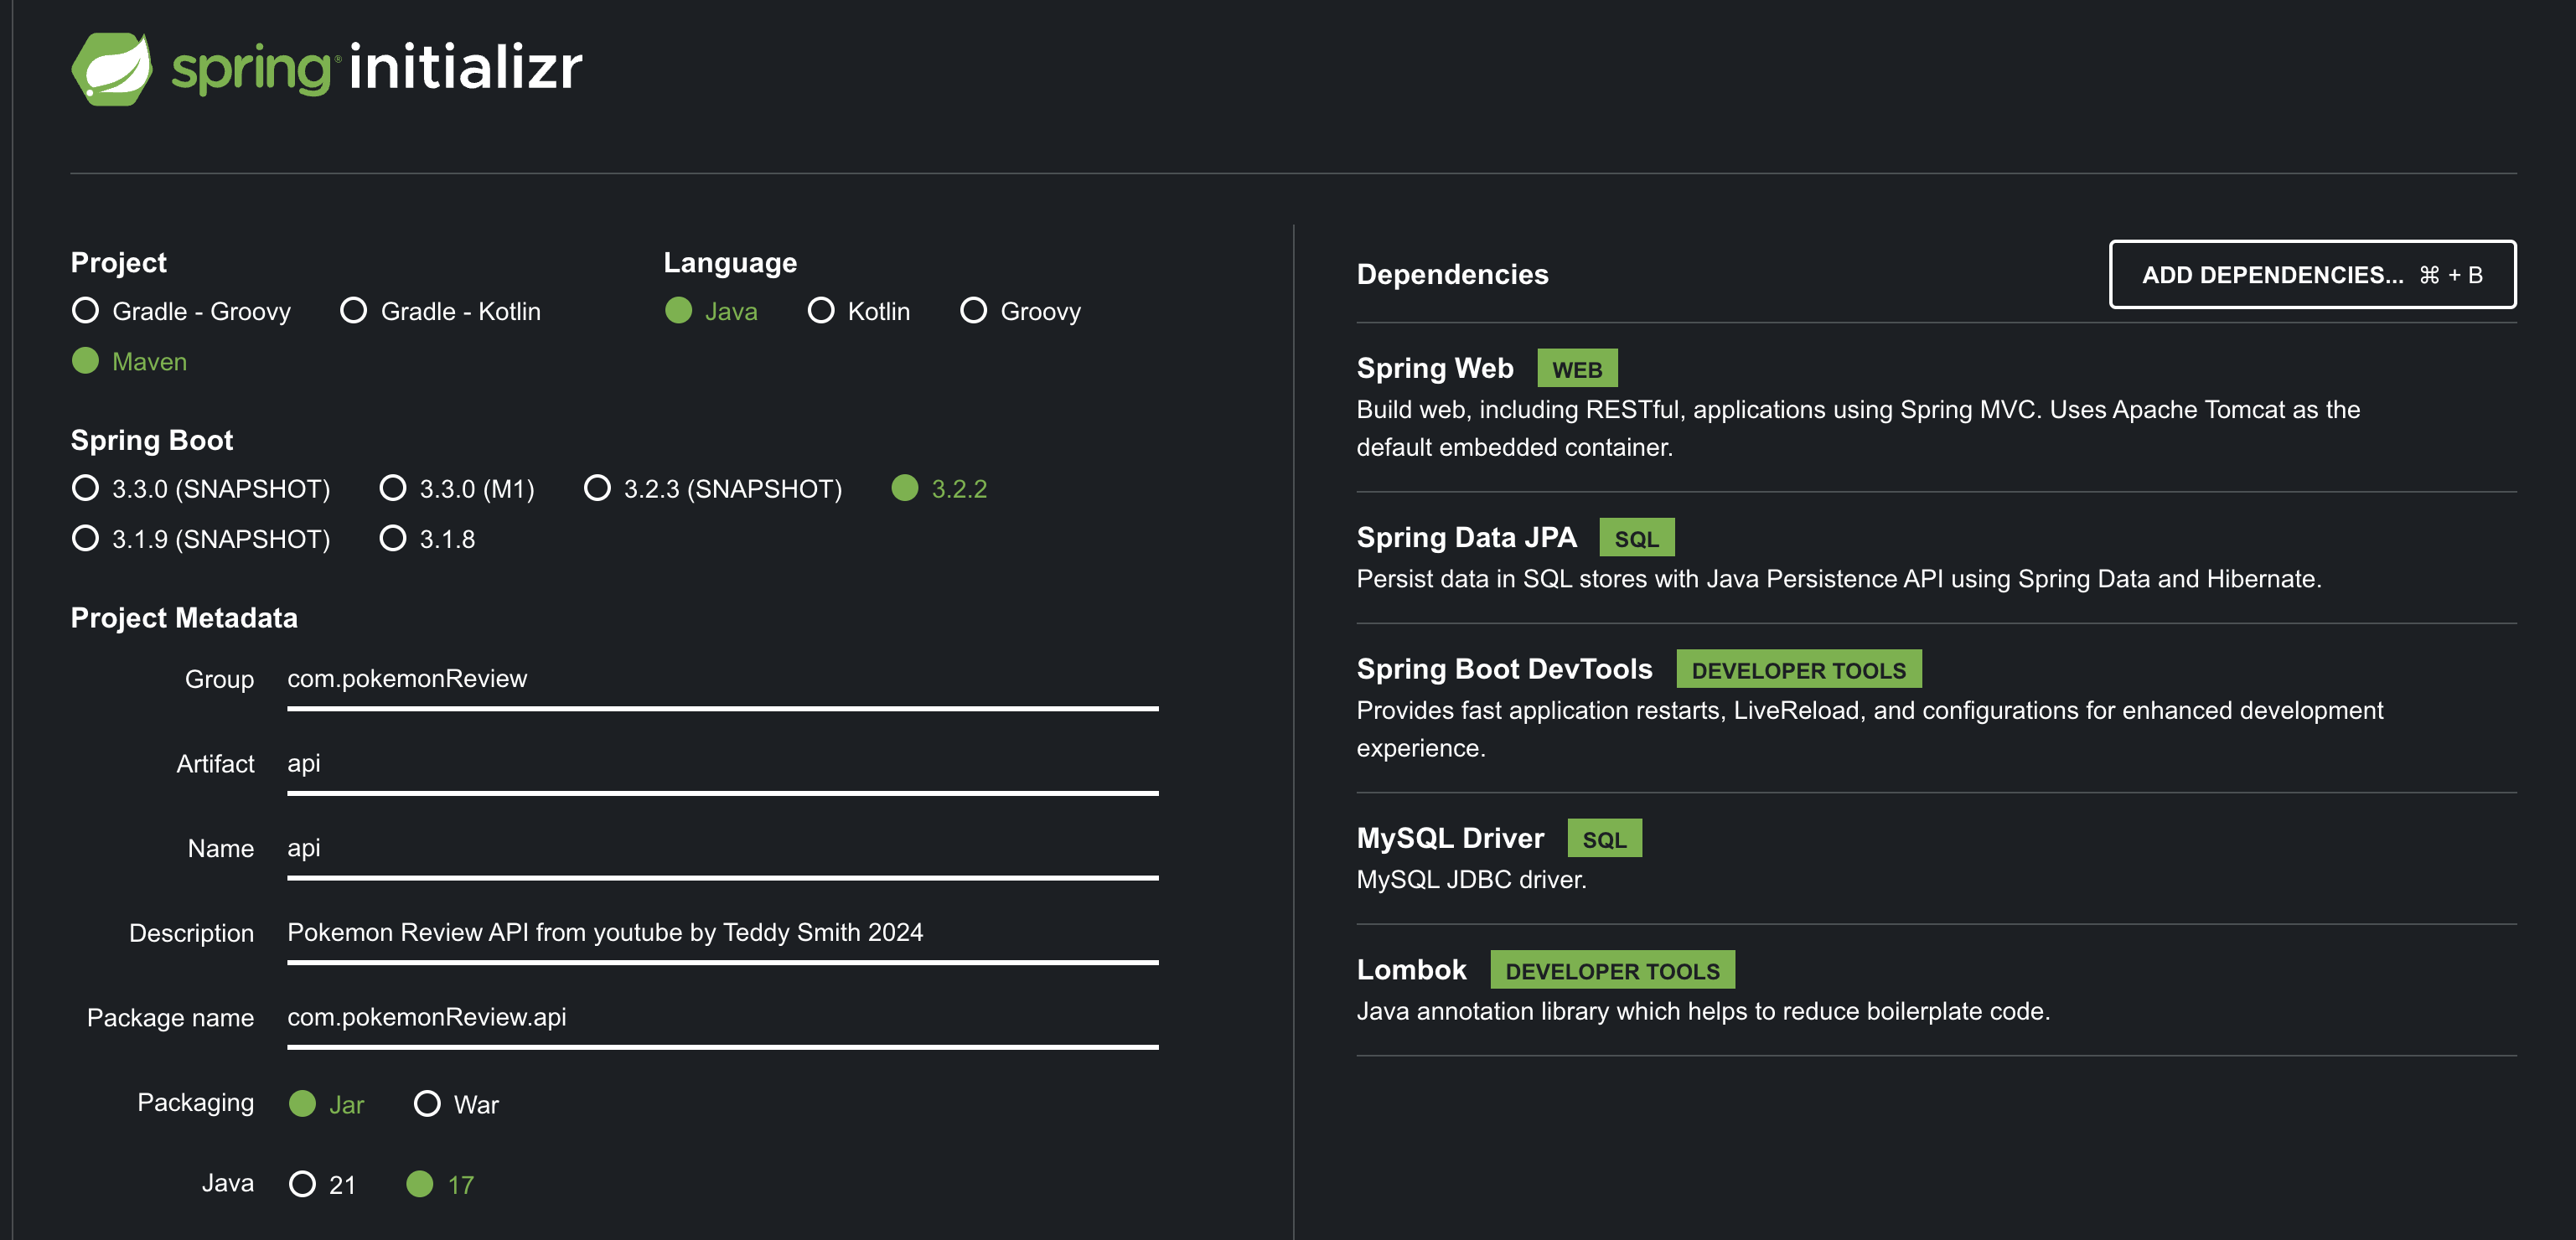 spring® initializr
Project
Gradle - Groovy Gradle - Kotlin
Maven
Language
Java Kotlin Groovy
Spring Boot
3.3.0 (SNAPSHOT) 3.3.0 (M1) 3.2.3 (SNAPSHOT) 3.2.2
3.1.9 (SNAPSHOT) 3.1.8
Project Metadata
Group com.pokemonReview
Artifact api
Name api
Description Pokemon Review API from youtube by Teddy Smith 2024
Package name com.pokemonReview.api
Packaging Jar War
Java 21 17
Dependencies ADD DEPENDENCIES... ⌘ + B
Spring Web WEB
Build web, including RESTful, applications using Spring MVC. Uses Apache Tomcat as the
default embedded container.
Spring Data JPA SQL
Persist data in SQL stores with Java Persistence API using Spring Data and Hibernate.
Spring Boot DevTools DEVELOPER TOOLS
Provides fast application restarts, LiveReload, and configurations for enhanced development
experience.
MySQL Driver SQL
MySQL JDBC driver.
Lombok DEVELOPER TOOLS
Java annotation library which helps to reduce boilerplate code.